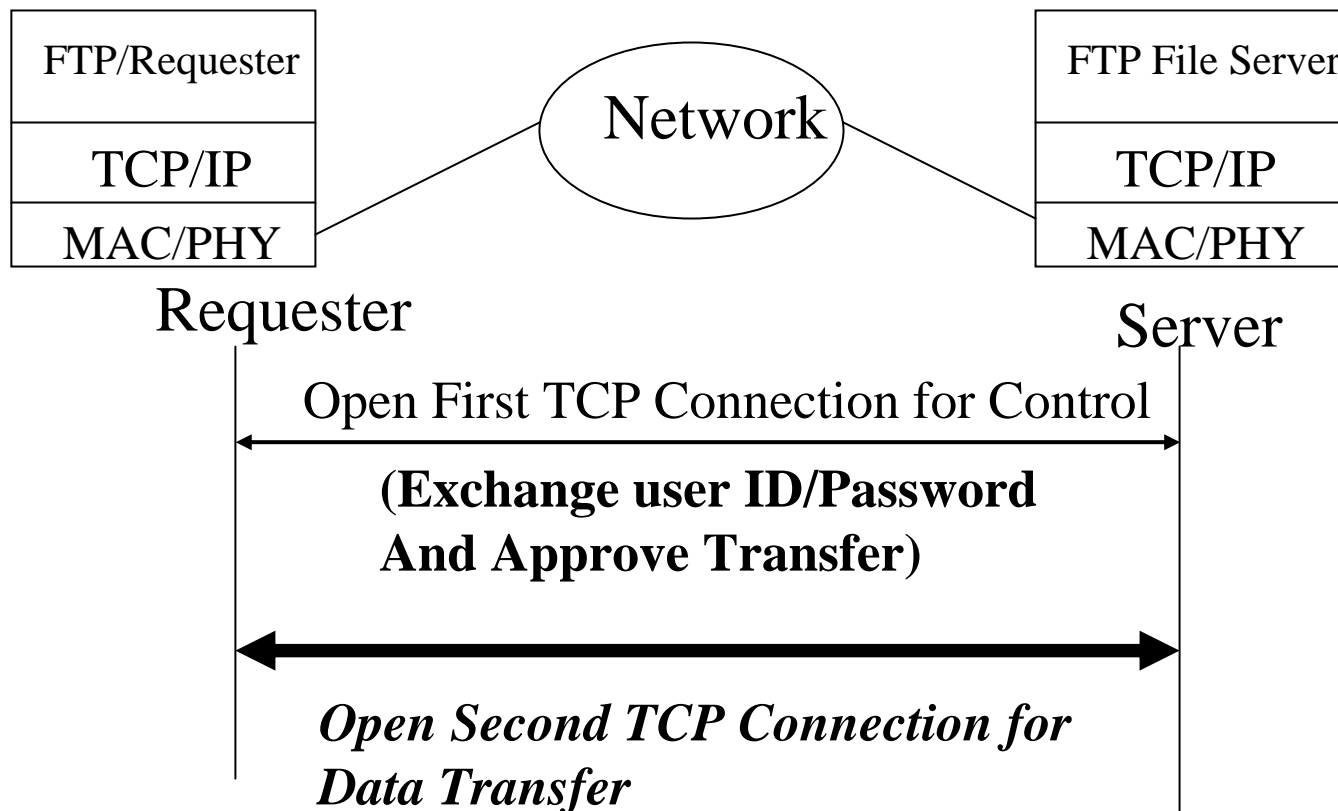 FTP/Requester
TCP/IP
MAC/PHY
Requester
Network
FTP File Server
TCP/IP
MAC/PHY
Server
Open First TCP Connection for Control
(Exchange user ID/Password
And Approve Transfer)
Open Second TCP Connection for
Data Transfer